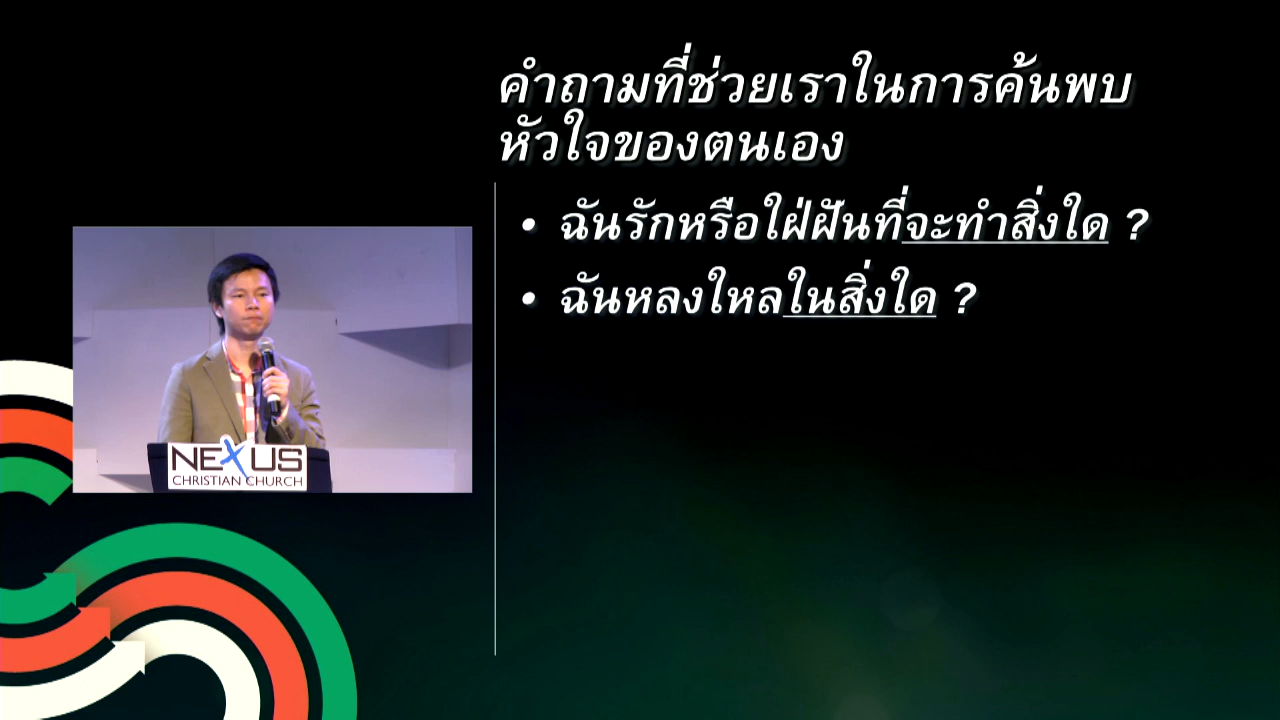 คำถามที่ช่วยเราในการค้นพบ
หัวใจของตนเอง
• ฉันรักหรือใฝ่ฝันที่จะทำสิ่งใด ?
• ฉันหลงใหลในสิ่งใด ?
NEXUS
CHRISTIAN CHURCH